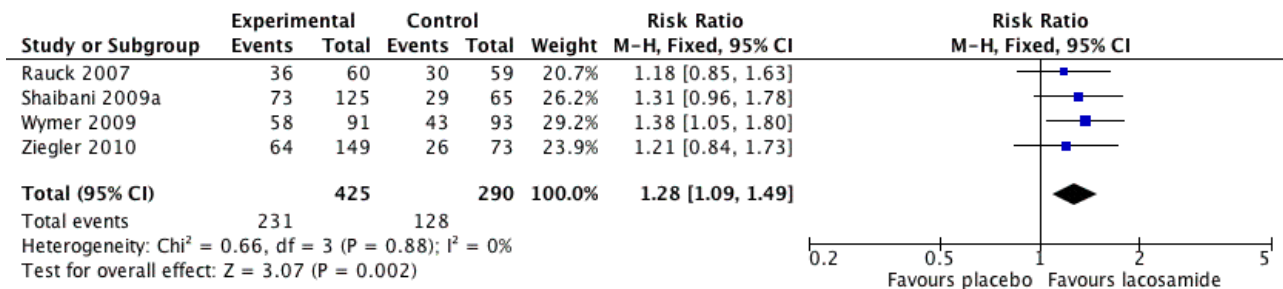 Experimental Control Risk Ratio Risk Ratio
Study or Subgroup Events Total Events Total Weight M-H, Fixed, 95% CI M-H, Fixed, 95% CI
Rauck 2007 36 60 30 59 20.7% 1.18 [0.85, 1.63]
Shaibani 2009a 73 125 29 65 26.2% 1.31 [0.96, 1.78]
Wymer 2009 58 91 43 93 29.2% 1.38 [1.05, 1.80]
Ziegler 2010 64 149 26 73 23.9% 1.21 [0.84, 1.73]
Total (95% CI) 425 290 100.0% 1.28 [1.09, 1.49]
Total events 231 128
Heterogeneity: Chi² = 0.66, df = 3 (P = 0.88); I² = 0%
Test for overall effect: Z = 3.07 (P = 0.002)
0.2 0.5 1 2 5
Favours placebo Favours lacosamide